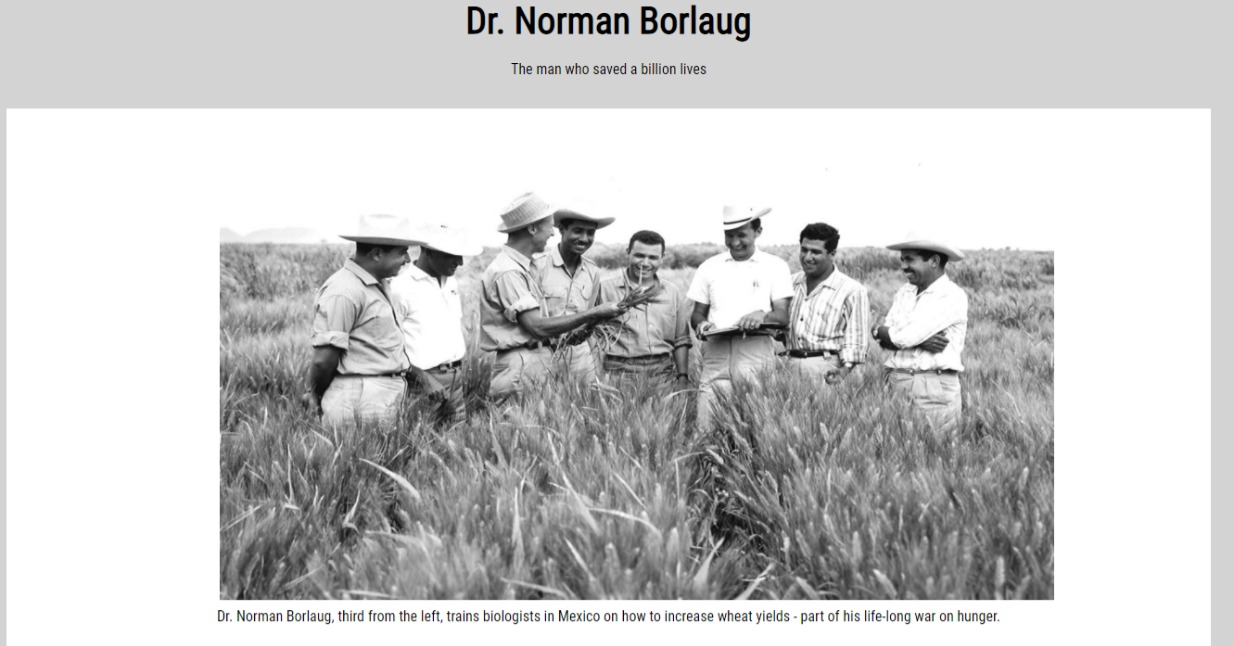 Dr. Norman Borlaug
The man who saved a billion lives
Dr. Norman Borlaug, third from the left, trains biologists in Mexico on how to increase wheat yields - part of his life-long war on hunger.